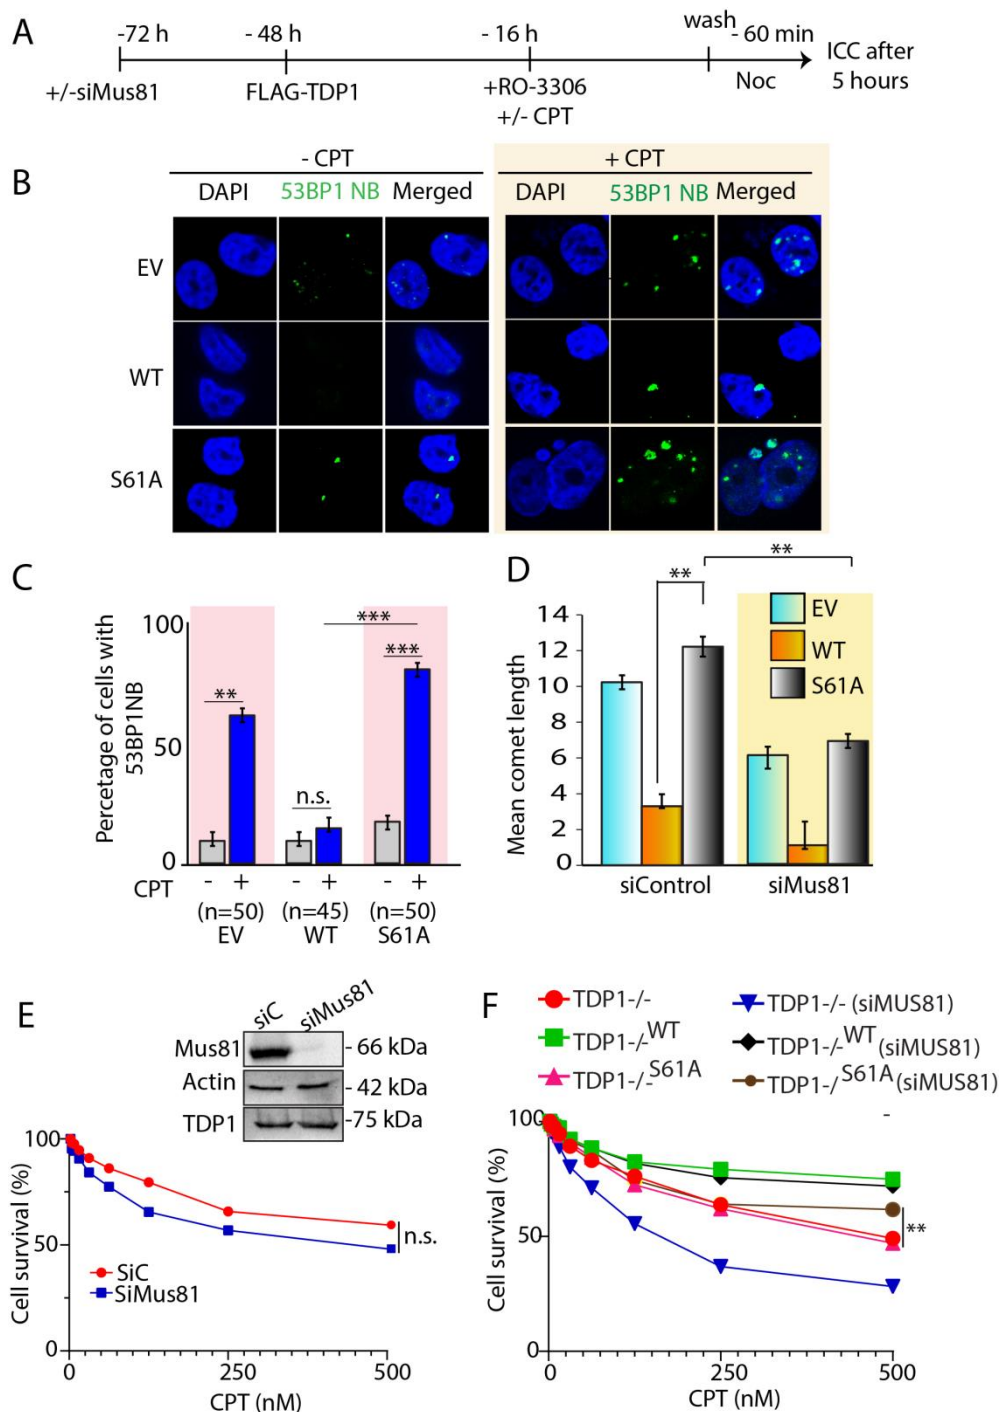 A
-72 h
- 48 h
- 16 h
wash
- 60 min
+/-siMus81
FLAG-TDP1
+RO-3306
+/- CPT
Noc
ICC after
5 hours
B
- CPT
+ CPT
DAPI
53BP1 NB
Merged
DAPI
53BP1 NB
Merged
EV
WT
S61A
C
Percetage of cells with
53BP1NB
100
50
0
**
n.s.
***
***
CPT
- + - + - +
(n=50)
(n=45)
(n=50)
EV
WT
S61A
D
Mean comet length
14
12
10
8
6
4
2
0
**
**
EV
WT
S61A
siControl
siMus81
E
siC
siMus81
Mus81
- 66 kDa
Actin
- 42 kDa
TDP1
-75 kDa
Cell survival (%)
100
50
0
n.s.
SiC
SiMus81
0
250
500
CPT (nM)
F
TDP1-/-
TDP1-/-WT
TDP1-/-S61A
TDP1-/- (siMUS81)
TDP1-/-WT(siMUS81)
TDP1-/S61A(siMUS81)
-
Cell survival (%)
100
50
0
**
0
250
500
CPT (nM)